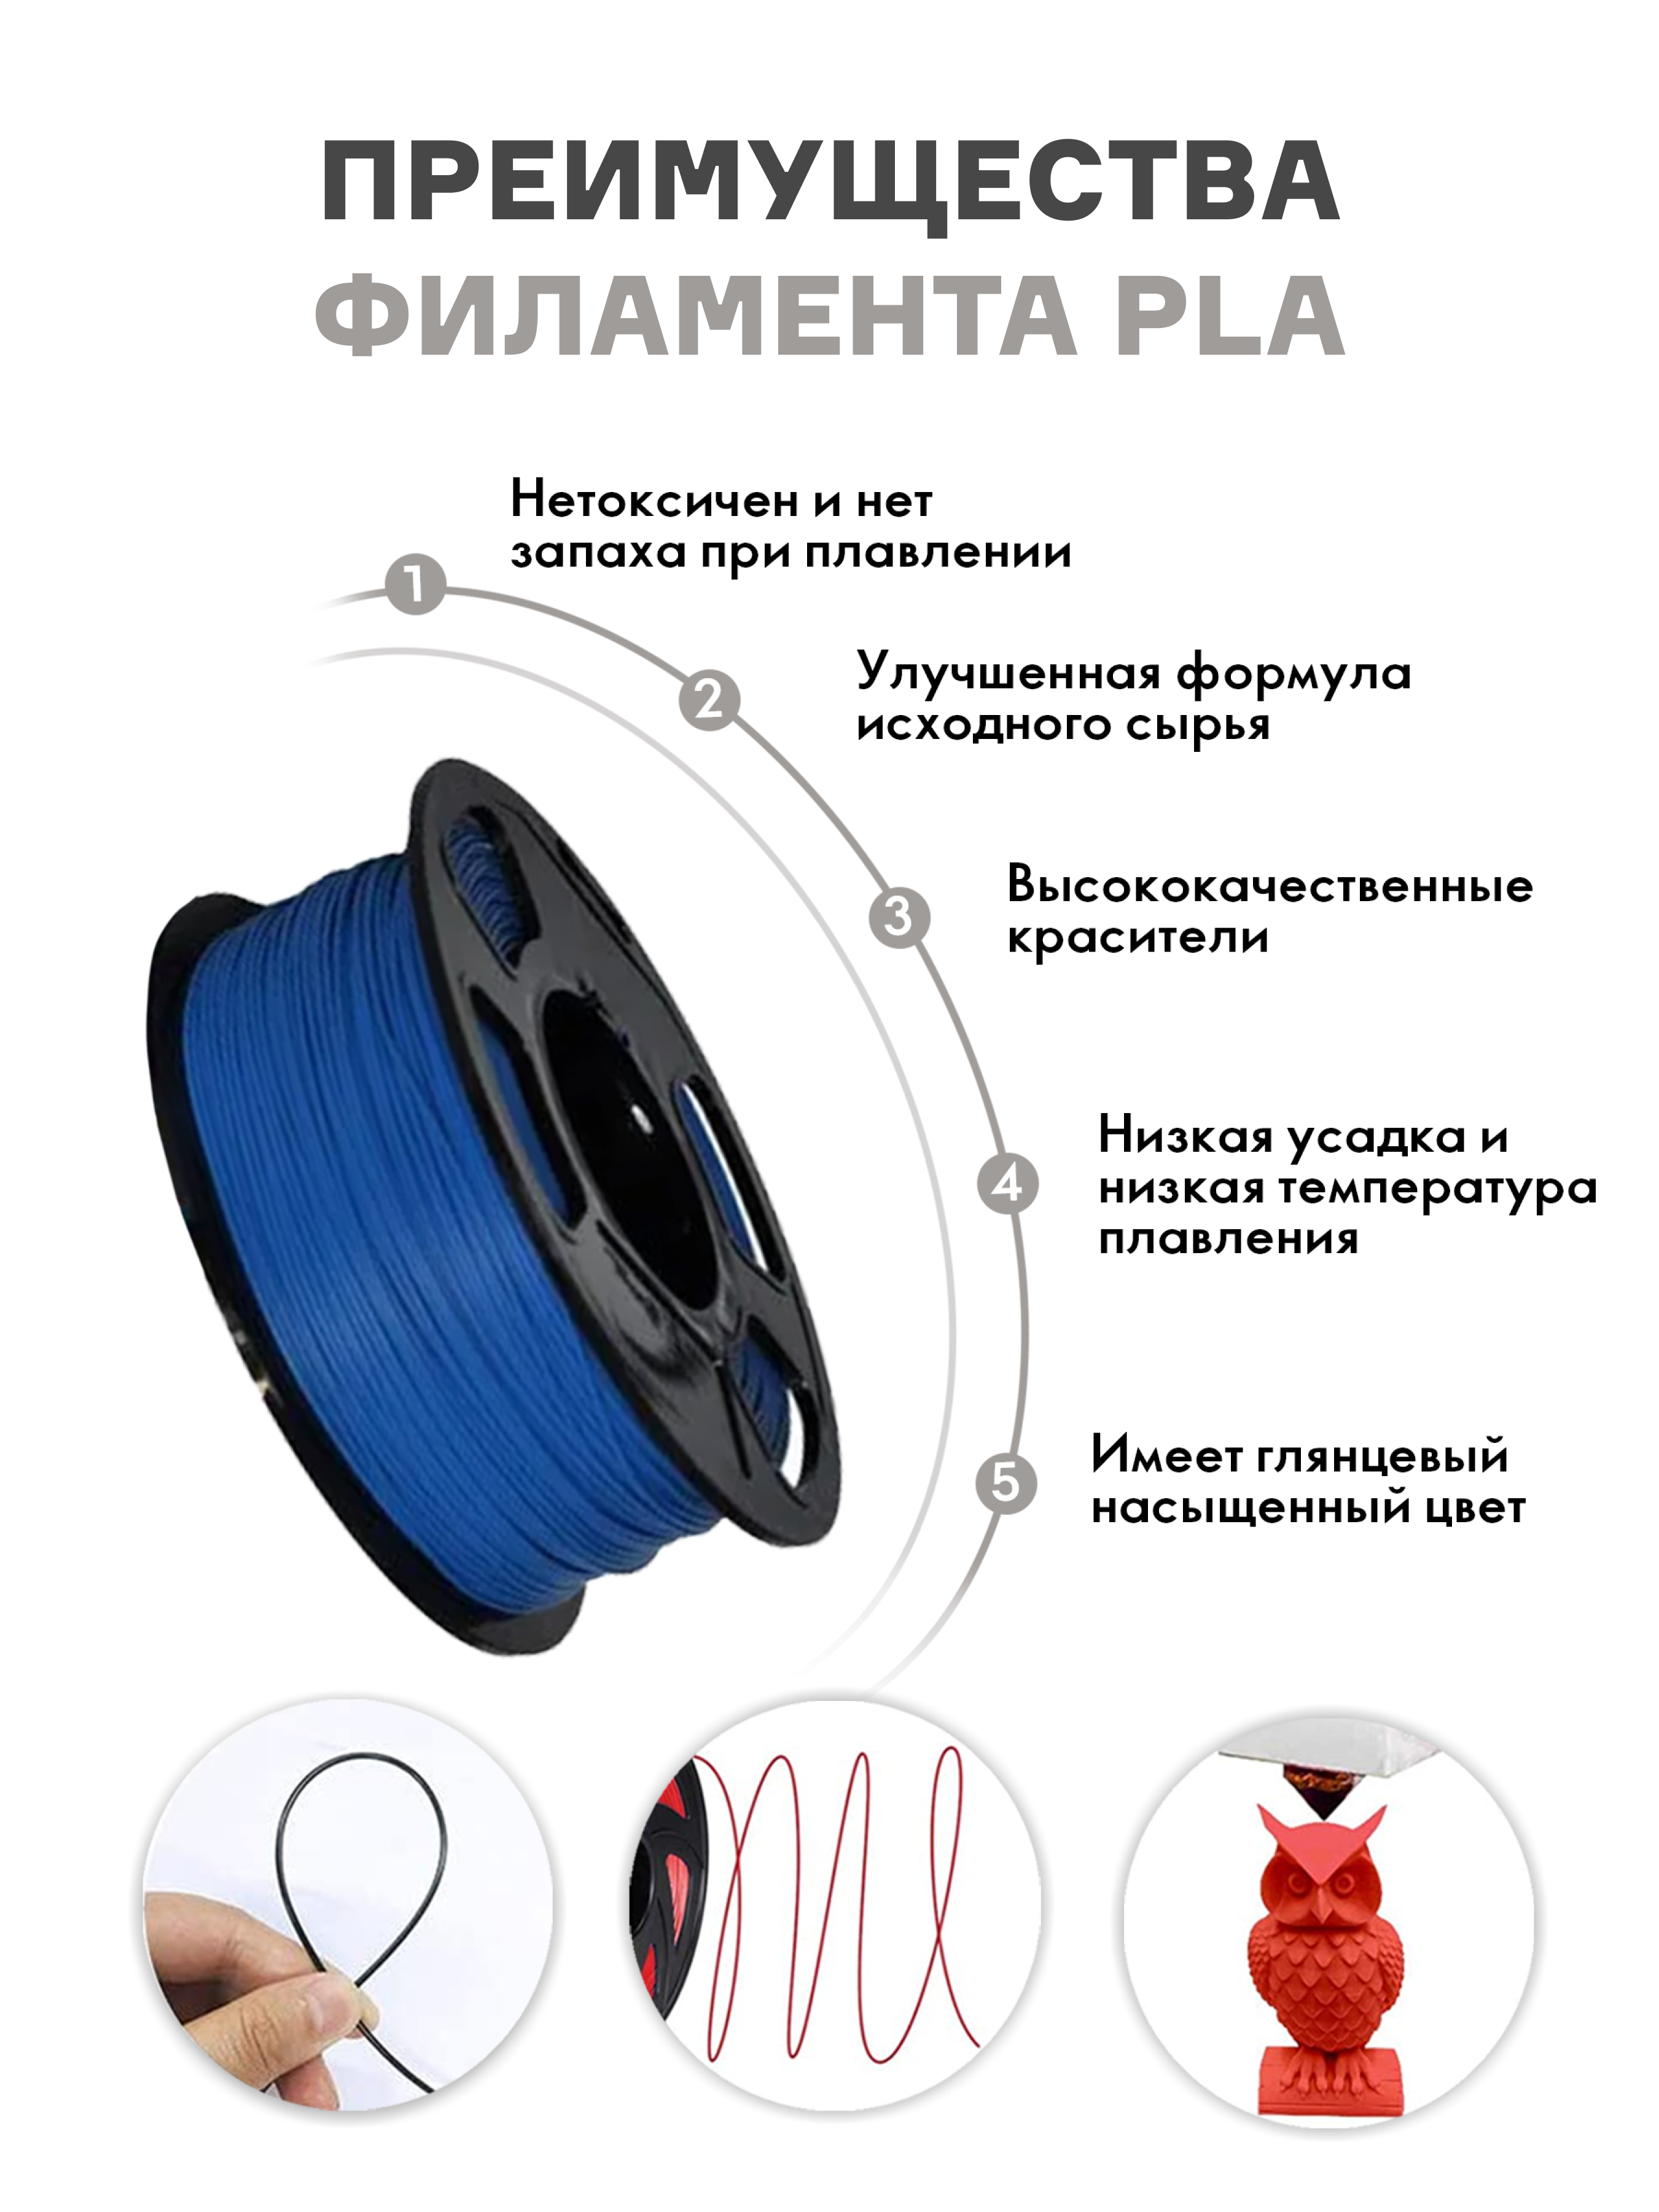 ПРЕИМУЩЕСТВА
ФИЛАМЕНТА PLA
Нетоксичен и нет
запаха при плавлении
1
Улучшенная формула
исходного сырья
2
Высококачественные
красители
3
Низкая усадка и
низкая температура
плавления
4
Имеет глянцевый
насыщенный цвет
5